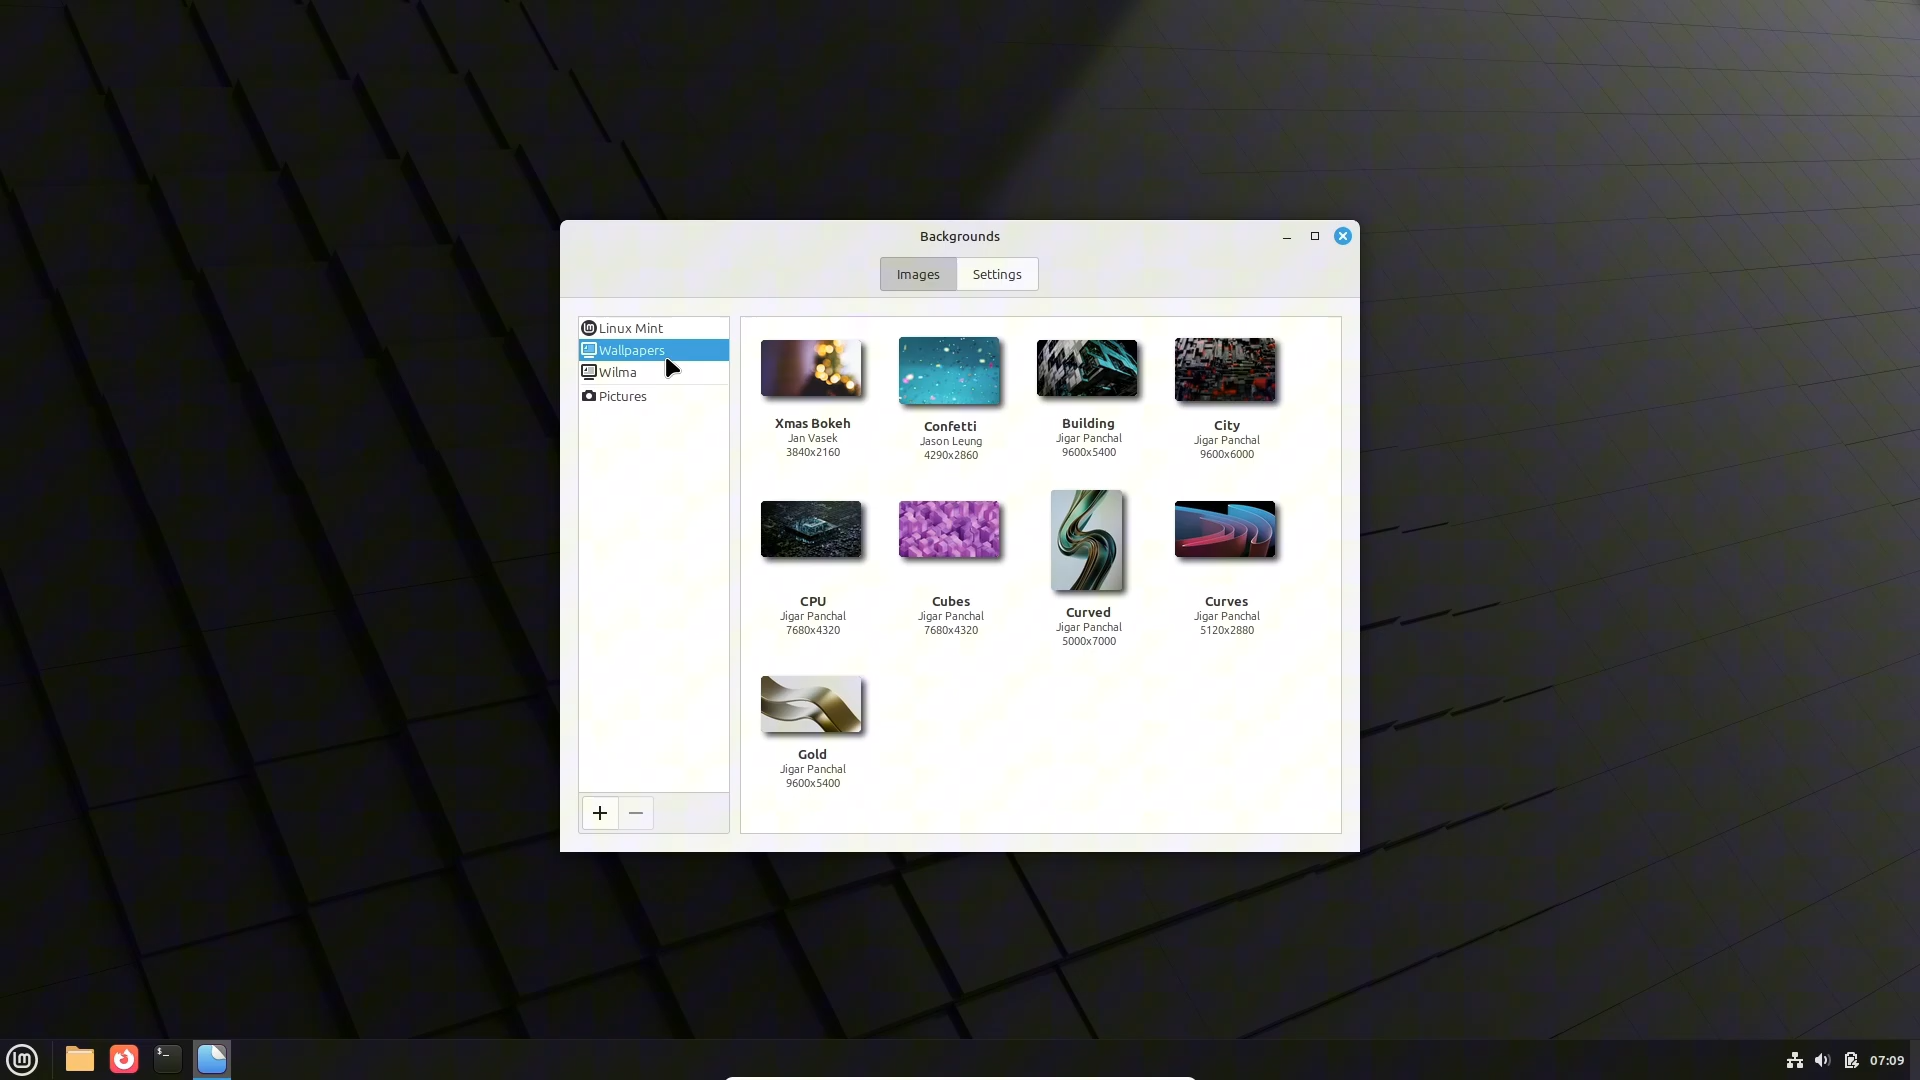 Backgrounds
Images
Settings
Linux Mint
Wallpapers
Wilma
Pictures
Xmas Bokeh
Jan Vasek
3840x2160
Confetti
Jason Leung
4290x2860
Building
Jigar Panchal
9600x5400
City
Jigar Panchal
9600x6000
CPU
Jigar Panchal
7680x4320
Cubes
Jigar Panchal
7680x4320
Curved
Jigar Panchal
5000x7000
Curves
Jigar Panchal
5120x2880
Gold
Jigar Panchal
9600x5400
07:09